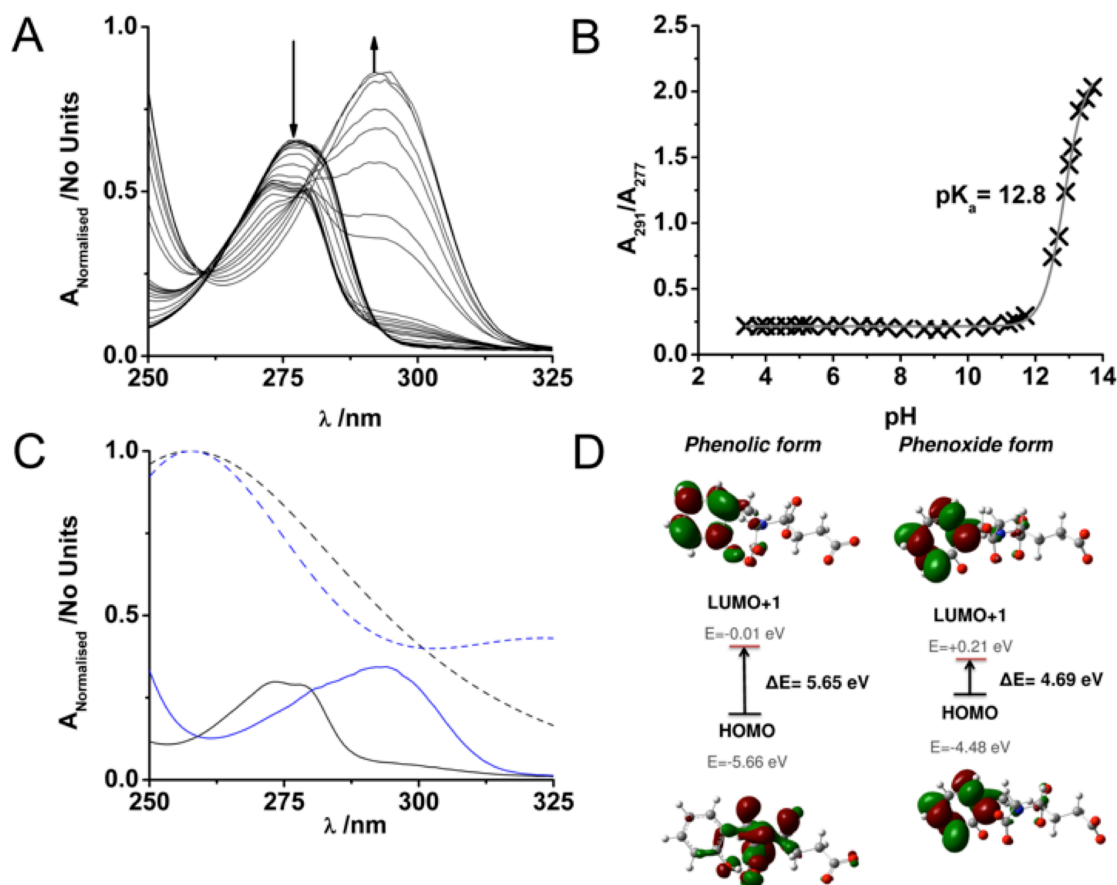 A
1.0
0.5
0.0
A_Normalised /No Units
250 275 300 325
λ /nm
B
2.5
2.0
1.5
1.0
0.5
0.0
A₂₉₁/A₂₇₇
pKₐ= 12.8
2 4 6 8 10 12 14
pH
C
1.0
0.5
0.0
A_Normalised /No Units
250 275 300 325
λ /nm
D
Phenolic form Phenoxide form
LUMO+1
E=-0.01 eV
ΔE= 5.65 eV
HOMO
E=-5.66 eV
LUMO+1
E=+0.21 eV
ΔE= 4.69 eV
HOMO
E=-4.48 eV